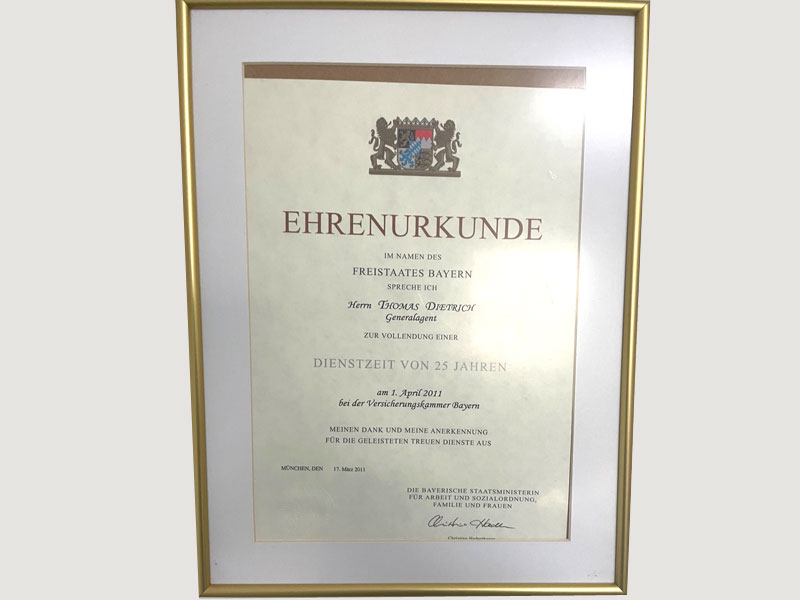 EHRENURKUNDE
IM NAMEN DES
FREISTAATES BAYERN
SPRECHE ICH
Herrn THOMAS DIETRICH
Generalagent
ZUR VOLLENDUNG EINER
DIENSTZEIT VON 25 JAHREN
am 1. April 2011
bei der Versicherungskammer Bayern
MEINEN DANK UND MEINE ANERKENNUNG
FÜR DIE GELEISTETEN TREUEN DIENSTE AUS
MÜNCHEN, DEN 17. März 2011
DIE BAYERISCHE STAATSMINISTERIN
FÜR ARBEIT UND SOZIALORDNUNG,
FAMILIE UND FRAUEN